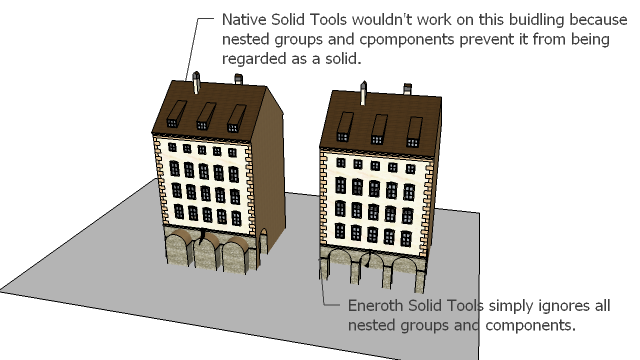 Native Solid Tools wouldn't work on this buidling because
nested groups and cpomponents prevent it from being
regarded as a solid.
Eneroth Solid Tools simply ignores all
nested groups and components.